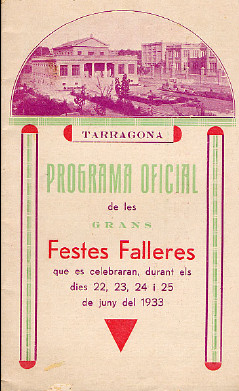 TARRAGONA
PROGRAMA OFICIAL
de les
GRANS
Festes Falleres
que es celebraran, durant els
dies 22, 23, 24 i 25
de juny del 1933